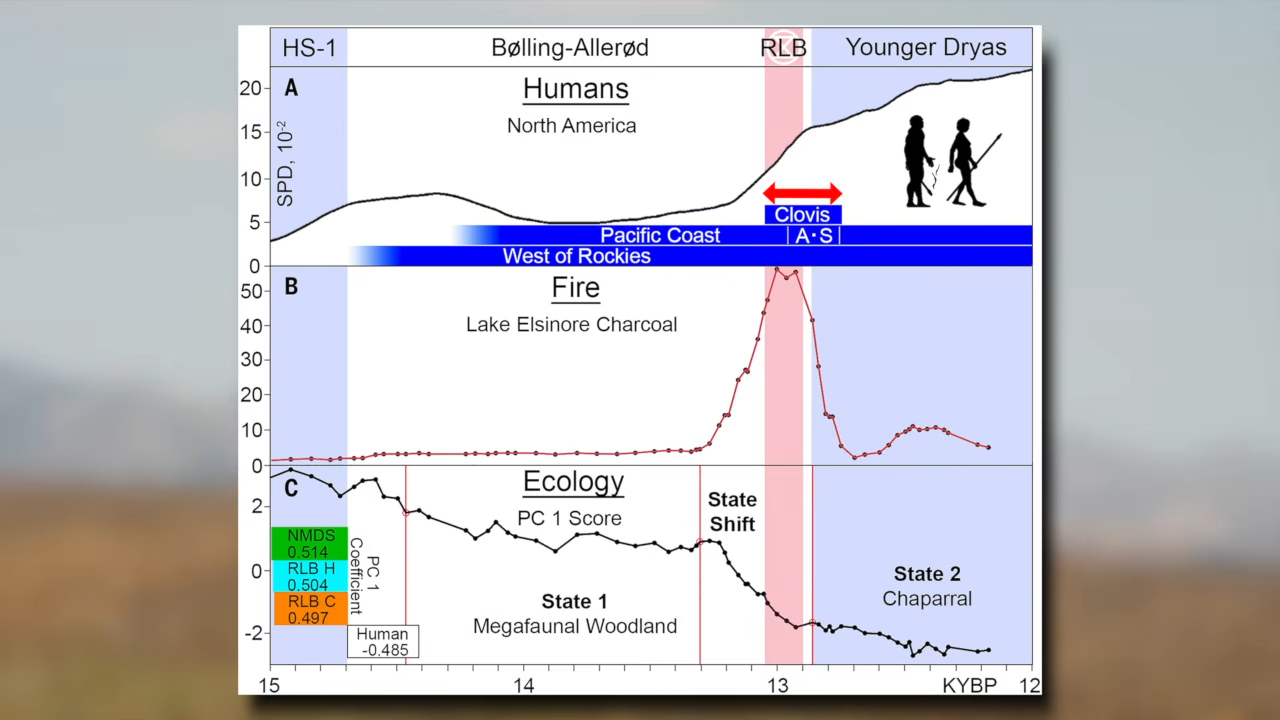 HS-1 Bølling-Allerød RLB Younger Dryas
A
Humans
North America
SPD, 10-2
20
15
10
5
0
Clovis
Pacific Coast
A·S
West of Rockies
B
Fire
Lake Elsinore Charcoal
50
40
30
20
10
0
C
Ecology
PC 1 Score
2
0
-2
State
Shift
NMDS
0.514
RLB H
0.504
RLB C
0.497
PC 1
Coefficient
Human
-0.485
State 1
Megafaunal Woodland
State 2
Chaparral
15 14 13 KYBP 12